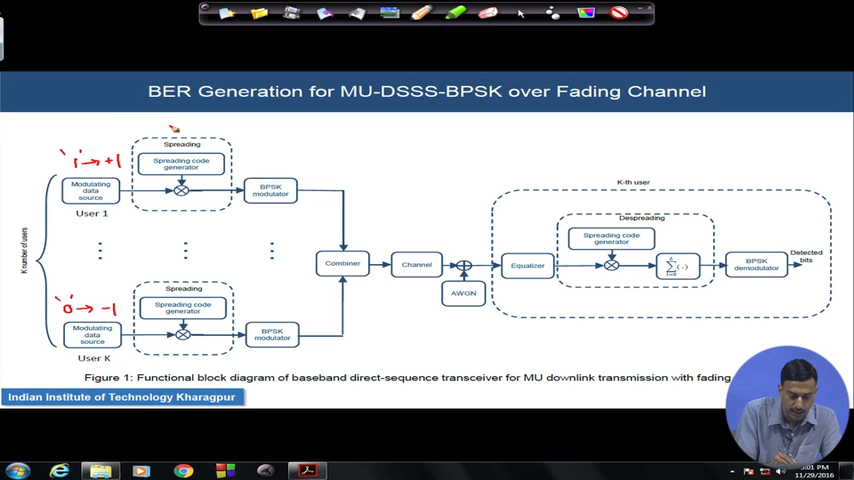 BER Generation for MU-DSSS-BPSK over Fading Channel
'1' → +1
Spreading
Spreading code
generator
Modulating
data source
User 1
BPSK
modulator
K number of users
K-th user
Despreading
Spreading code
generator
Combiner
Channel
Equalizer
L
∑(.)
i=0
BPSK
demodulator
Detected
bits
AWGN
'0' → -1
Spreading
Spreading code
generator
Modulating
data
source
User K
BPSK
modulator
Figure 1: Functional block diagram of baseband direct-sequence transceiver for MU downlink transmission with fading
Indian Institute of Technology Kharagpur
11/29/2016